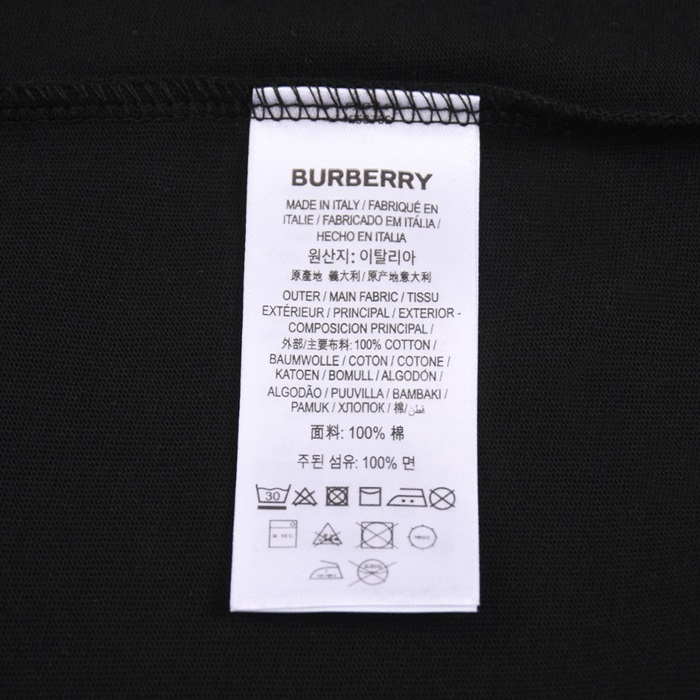 BURBERRY
MADE IN ITALY / FABRIQUÉ EN
ITALIE / FABRICADO EM ITÁLIA /
HECHO EN ITALIA
원산지: 이탈리아
原產地 義大利 / 原产地意大利
OUTER / MAIN FABRIC / TISSU
EXTÉRIEUR / PRINCIPAL / EXTERIOR -
COMPOSICION PRINCIPAL /
外部/主要布料: 100% COTTON /
BAUMWOLLE / COTON / COTONE /
KATOEN / BOMULL / ALGODÓN /
ALGODÃO / PUUVILLA / BAMBAKI /
PAMUK / ХЛОПОК / 棉/ قطن
面料: 100% 棉
주된 섬유: 100% 면
30